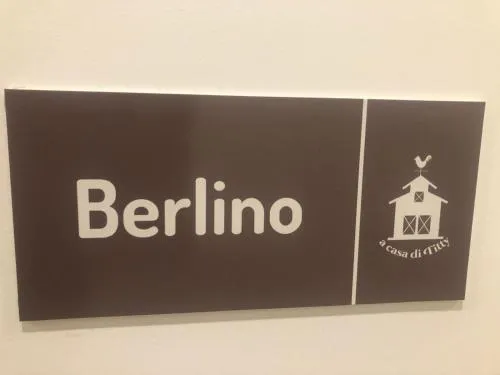 Berlino
a casa di Titty